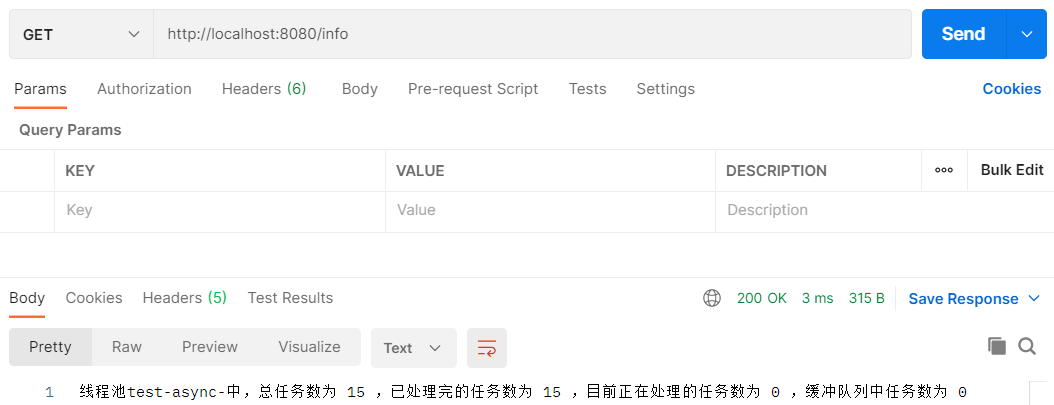 GET http://localhost:8080/info Send
Params Authorization Headers (6) Body Pre-request Script Tests Settings Cookies
Query Params
KEY VALUE DESCRIPTION ooo Bulk Edit
Key Value Description
Body Cookies Headers (5) Test Results 200 OK 3 ms 315 B Save Response
Pretty Raw Preview Visualize Text
1 线程池test-async-中，总任务数为 15 ，已处理完的任务数为 15 ，目前正在处理的任务数为 0 ，缓冲队列中任务数为 0